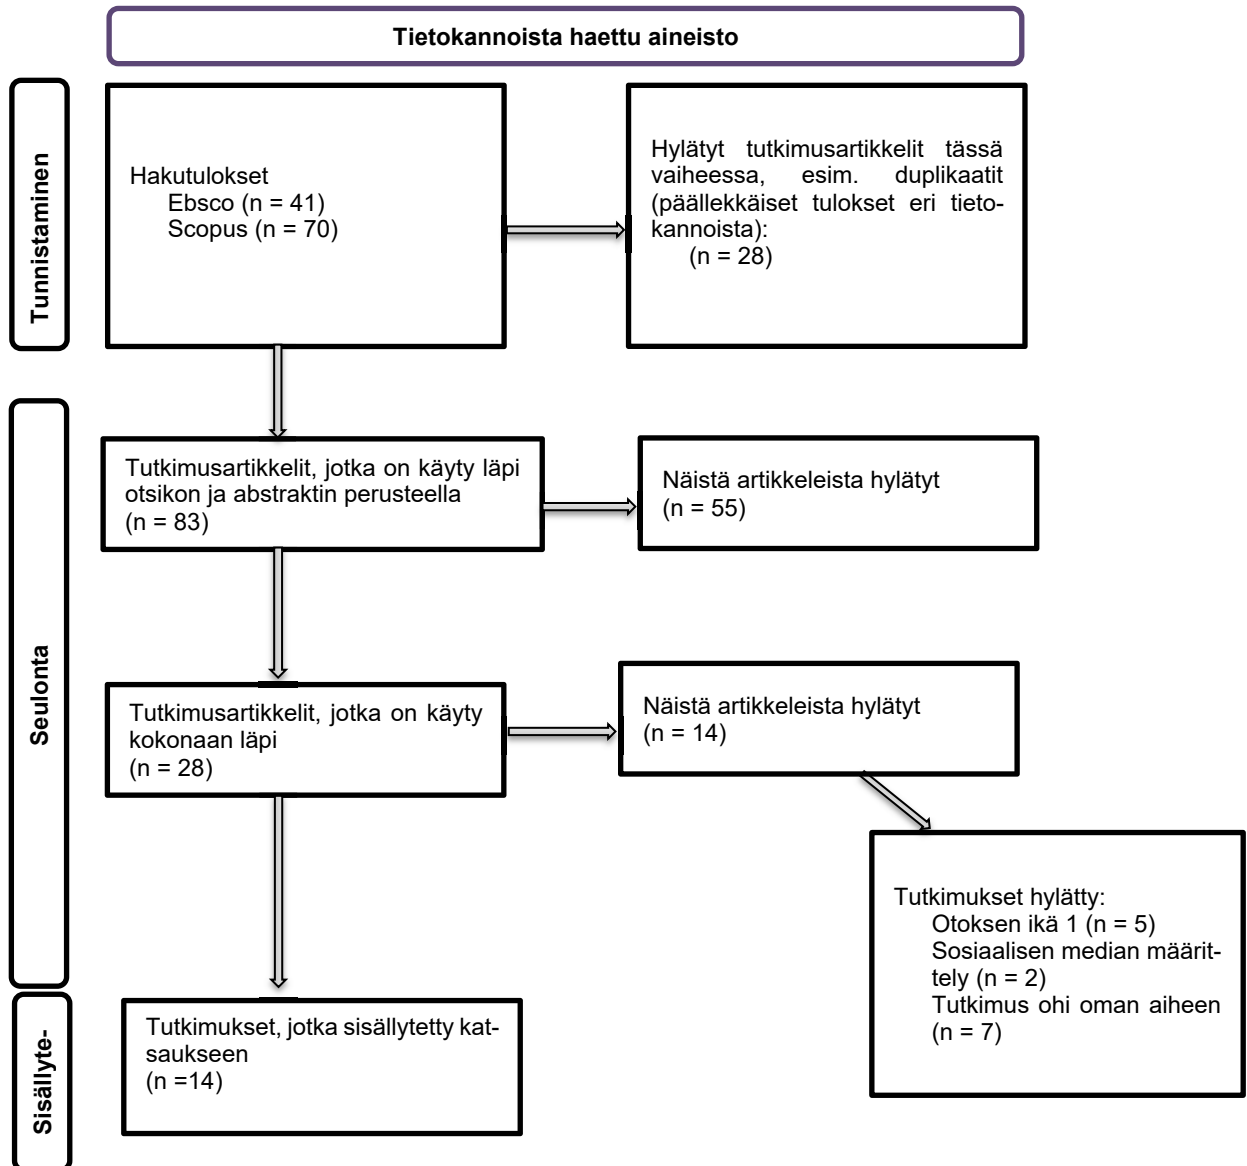 Tietokannoista haettu aineisto
Tunnistaminen
Hakutulokset
Ebsco (n = 41)
Scopus (n = 70)
Hylätyt tutkimusartikkelit tässä
vaiheessa, esim. duplikaatit
(päällekkäiset tulokset eri tieto-
kannoista):
(n = 28)
Seulonta
Tutkimusartikkelit, jotka on käyty läpi
otsikon ja abstraktin perusteella
(n = 83)
Näistä artikkeleista hylätyt
(n = 55)
Tutkimusartikkelit, jotka on käyty
kokonaan läpi
(n = 28)
Näistä artikkeleista hylätyt
(n = 14)
Tutkimukset hylätty:
Otoksen ikä 1 (n = 5)
Sosiaalisen median määrit-
tely (n = 2)
Tutkimus ohi oman aiheen
(n = 7)
Sisällyte-
Tutkimukset, jotka sisällytetty kat-
saukseen
(n =14)